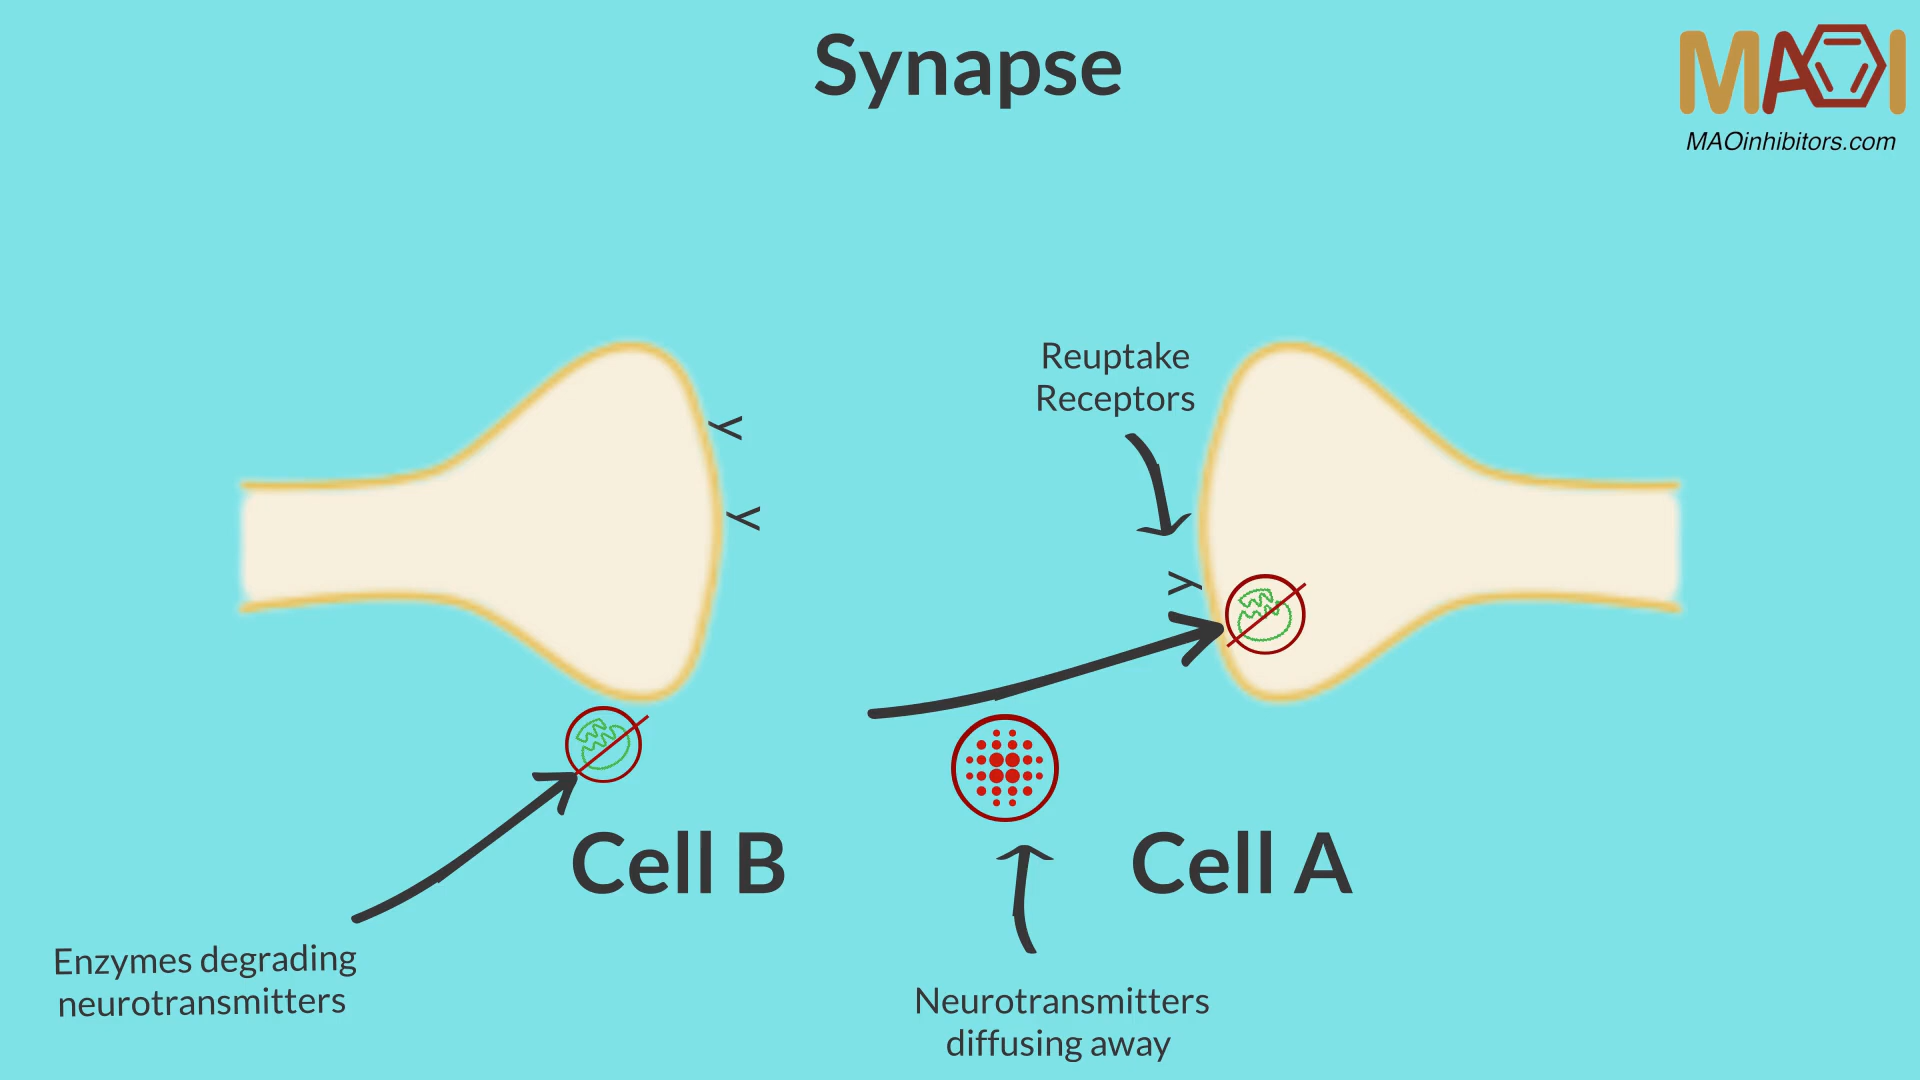 Synapse
MAOI
MAOinhibitors.com
Reuptake
Receptors
Cell B
Cell A
Enzymes degrading
neurotransmitters
Neurotransmitters
diffusing away